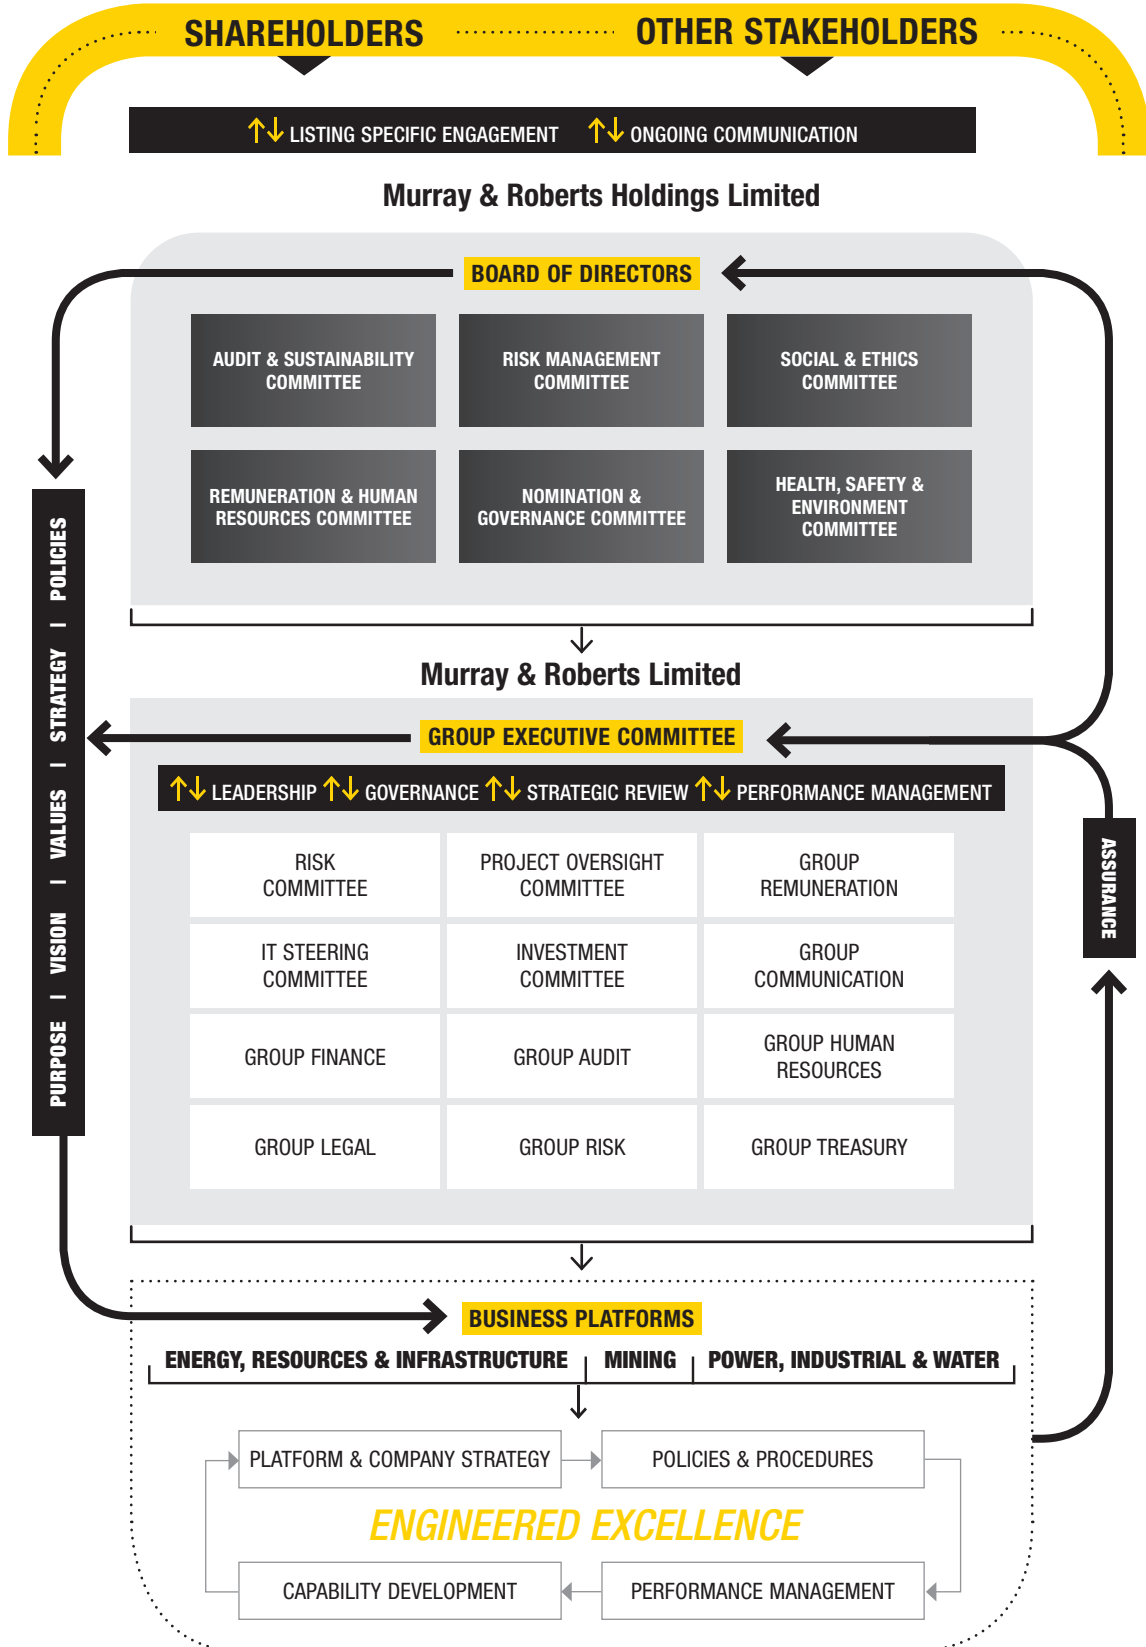 SHAREHOLDERS
OTHER STAKEHOLDERS
LISTING SPECIFIC ENGAGEMENT
ONGOING COMMUNICATION
Murray & Roberts Holdings Limited
BOARD OF DIRECTORS
AUDIT & SUSTAINABILITY
COMMITTEE
RISK MANAGEMENT
COMMITTEE
SOCIAL & ETHICS
COMMITTEE
REMUNERATION & HUMAN
RESOURCES COMMITTEE
NOMINATION &
GOVERNANCE COMMITTEE
HEALTH, SAFETY &
ENVIRONMENT
COMMITTEE
PURPOSE | VISION | VALUES | STRATEGY | POLICIES
Murray & Roberts Limited
GROUP EXECUTIVE COMMITTEE
LEADERSHIP
GOVERNANCE
STRATEGIC REVIEW
PERFORMANCE MANAGEMENT
RISK
COMMITTEE
PROJECT OVERSIGHT
COMMITTEE
GROUP
REMUNERATION
IT STEERING
COMMITTEE
INVESTMENT
COMMITTEE
GROUP
COMMUNICATION
GROUP FINANCE
GROUP AUDIT
GROUP HUMAN
RESOURCES
GROUP LEGAL
GROUP RISK
GROUP TREASURY
ASSURANCE
BUSINESS PLATFORMS
ENERGY, RESOURCES & INFRASTRUCTURE
MINING
POWER, INDUSTRIAL & WATER
PLATFORM & COMPANY STRATEGY
POLICIES & PROCEDURES
ENGINEERED EXCELLENCE
CAPABILITY DEVELOPMENT
PERFORMANCE MANAGEMENT